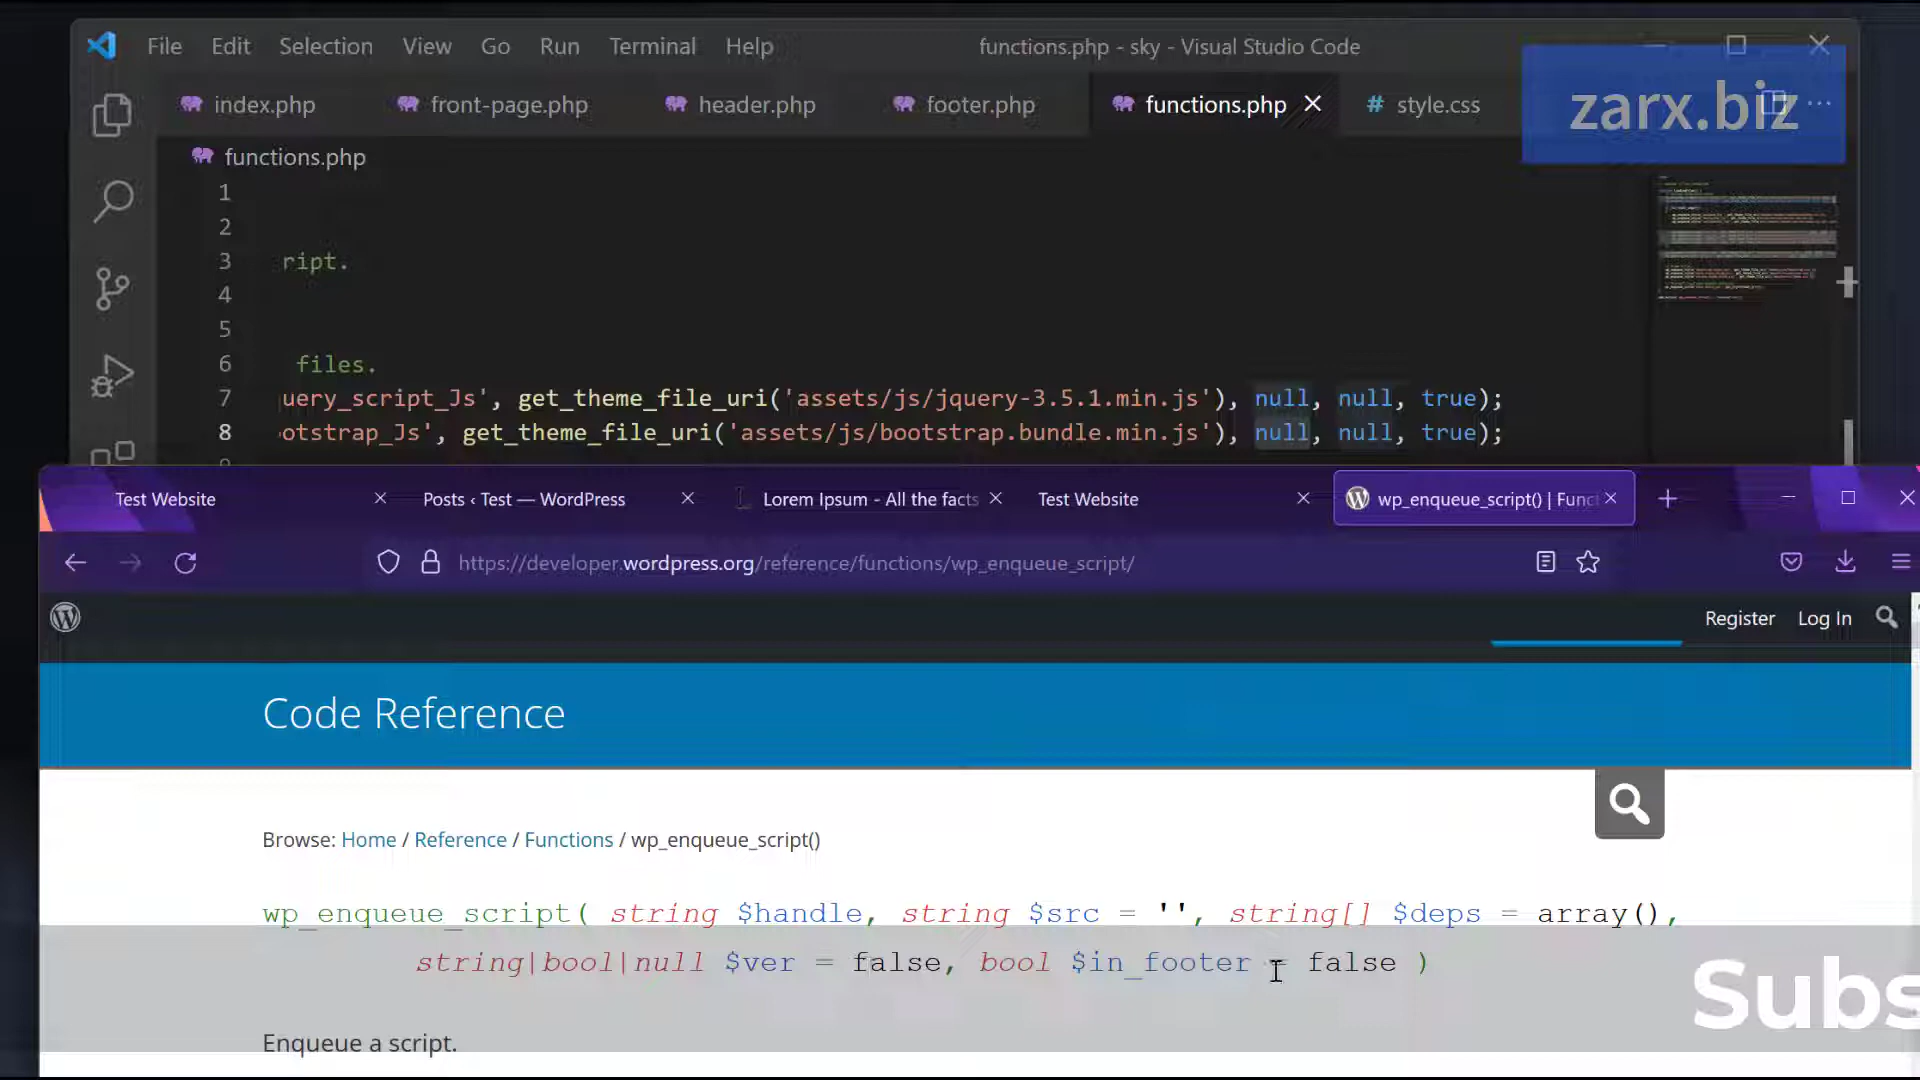 File Edit Selection View Go Run Terminal Help functions.php - sky - Visual Studio Code
index.php front-page.php header.php footer.php functions.php # style.css
zarx.biz
functions.php
1
2
3 ript.
4
5
6 files.
7 uery_script_Js', get_theme_file_uri('assets/js/jquery-3.5.1.min.js'), null, null, true);
8 otstrap_Js', get_theme_file_uri('assets/js/bootstrap.bundle.min.js'), null, null, true);
Test Website Posts ‹ Test — WordPress Lorem Ipsum - All the facts Test Website wp_enqueue_script() | Func
https://developer.wordpress.org/reference/functions/wp_enqueue_script/
Register Log In
Code Reference
Browse: Home / Reference / Functions / wp_enqueue_script()
wp_enqueue_script( string $handle, string $src = '', string[] $deps = array(),
string|bool|null $ver = false, bool $in_footer = false )
Subs
Enqueue a script.